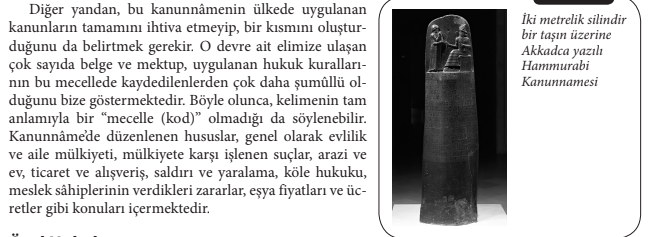 Diğer yandan, bu kanunnâmenin ülkede uygulanan
kanunların tamamını ihtiva etmeyip, bir kısmını oluştur-
duğunu da belirtmek gerekir. O devre ait elimize ulaşan
çok sayıda belge ve mektup, uygulanan hukuk kuralları-
nın bu mecellede kaydedilenlerden çok daha şumûllü ol-
duğunu bize göstermektedir. Böyle olunca, kelimenin tam
anlamıyla bir “mecelle (kod)” olmadığı da söylenebilir.
Kanunnâme’de düzenlenen hususlar, genel olarak evlilik
ve aile mülkiyeti, mülkiyete karşı işlenen suçlar, arazi ve
ev, ticaret ve alışveriş, saldırı ve yaralama, köle hukuku,
meslek sâhiplerinin verdikleri zararlar, eşya fiyatları ve üc-
retler gibi konuları içermektedir.
İki metrelik silindir
bir taşın üzerine
Akkadca yazılı
Hammurabi
Kanunnamesi